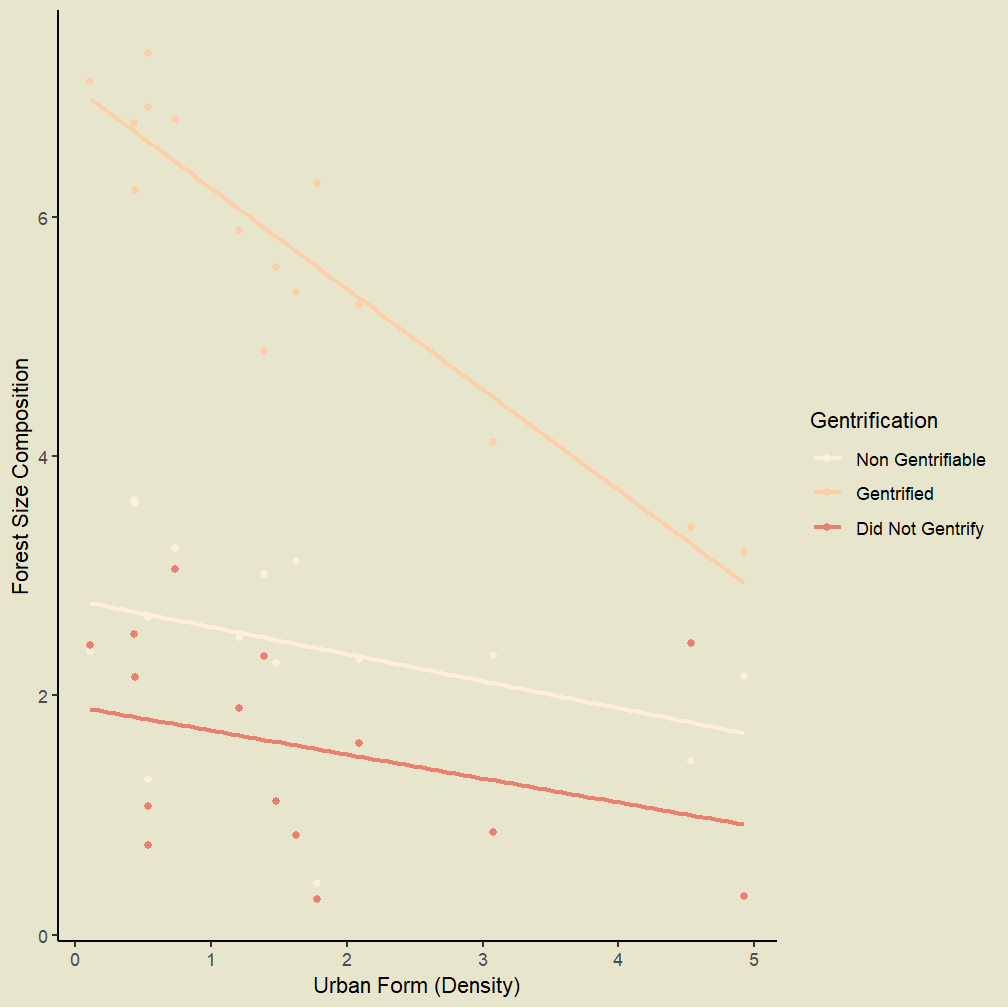 Forest Size Composition
6
4
2
0
0 1 2 3 4 5
Urban Form (Density)
Gentrification
Non Gentrifiable
Gentrified
Did Not Gentrify